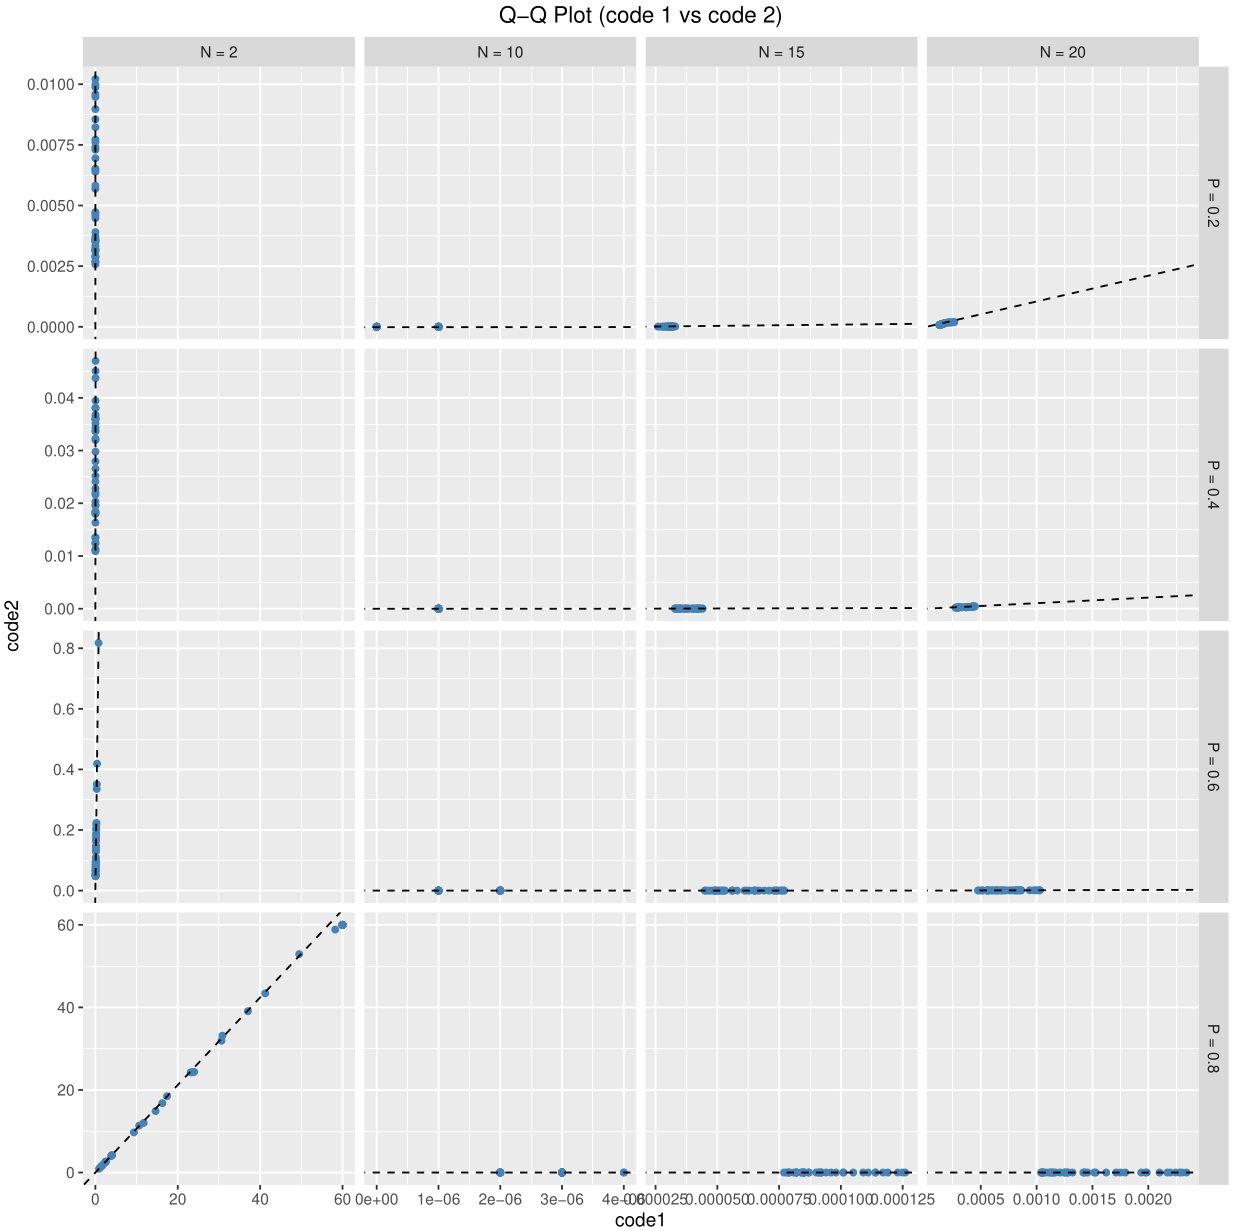 Q−Q Plot (code 1 vs code 2)
N = 2 N = 10 N = 15 N = 20
0.0100
0.0075
0.0050
0.0025
0.0000
P = 0.2
0.04
0.03
0.02
0.01
0.00
P = 0.4
0.8
0.6
0.4
0.2
0.0
P = 0.6
60
40
20
0
P = 0.8
code2
0 20 40 60 0e+00 1e−06 2e−06 3e−06 4e−06 0.000025 0.000050 0.000075 0.000100 0.000125 0.0005 0.0010 0.0015 0.0020
code1